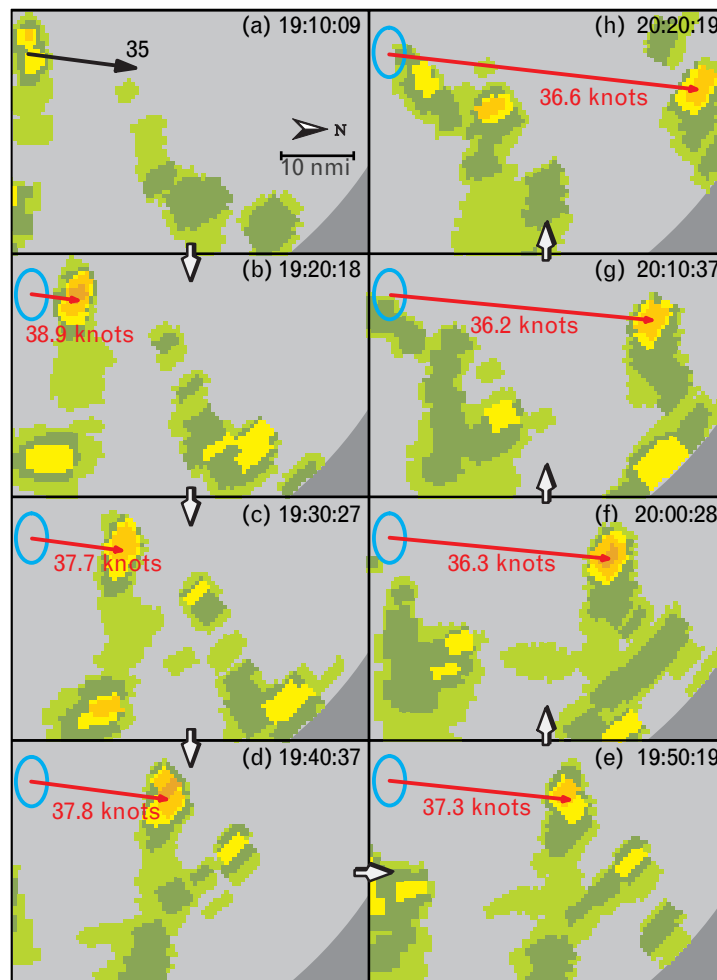 (a) 19:10:09
35
N
10 nmi
(b) 19:20:18
38.9 knots
(c) 19:30:27
37.7 knots
(d) 19:40:37
37.8 knots
(e) 19:50:19
37.3 knots
(f) 20:00:28
36.3 knots
(g) 20:10:37
36.2 knots
(h) 20:20:19
36.6 knots